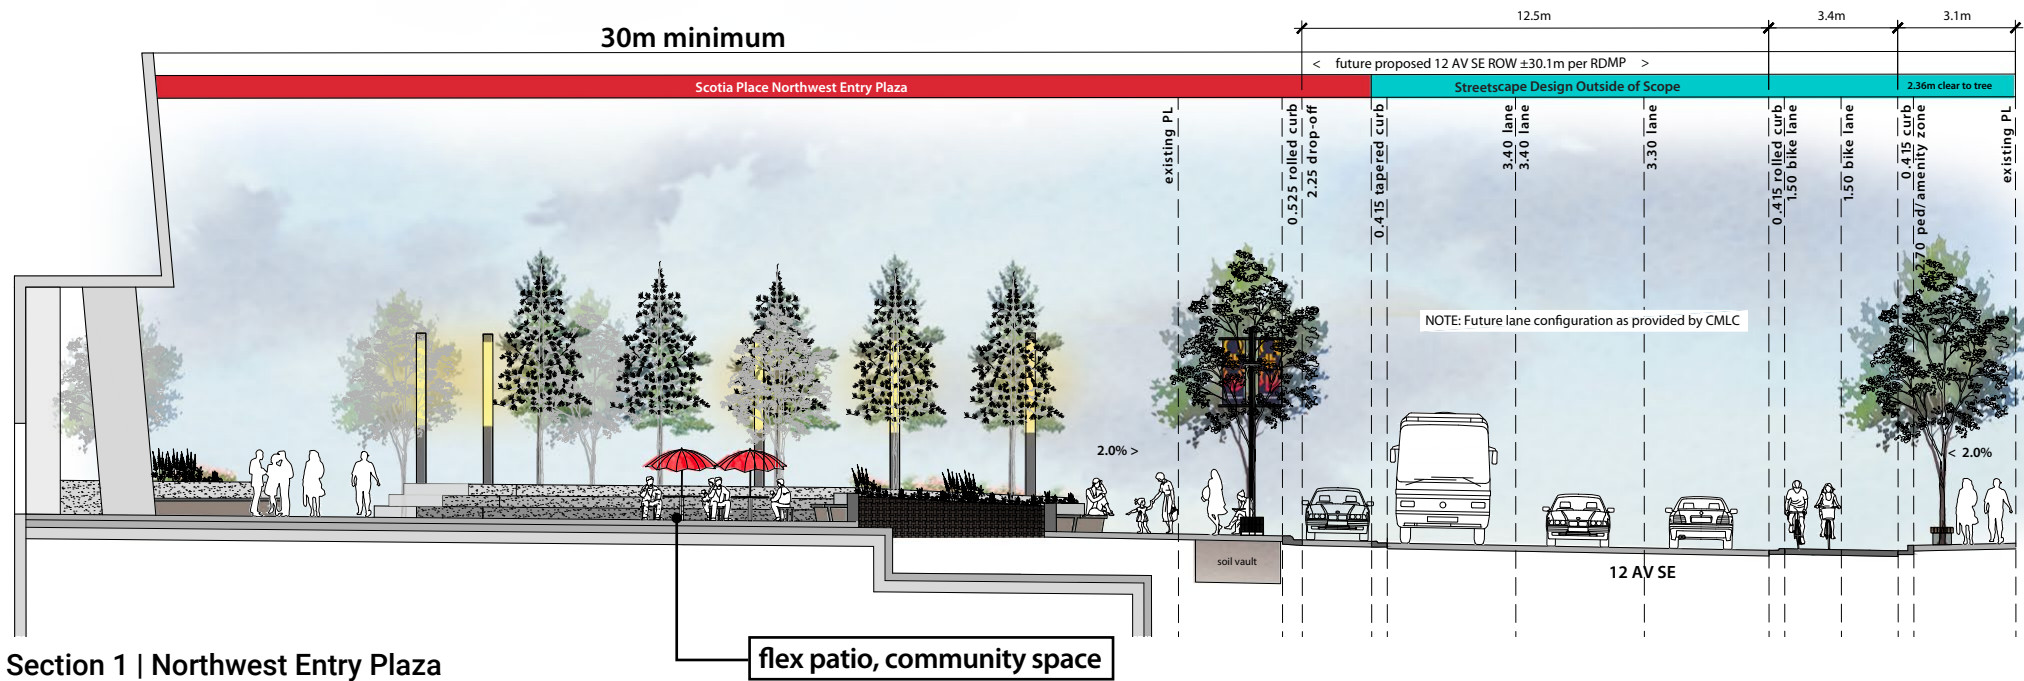 12.5m
3.4m
3.1m
30m minimum
< future proposed 12 AV SE ROW ±30.1m per RDMP >
Scotia Place Northwest Entry Plaza
Streetscape Design Outside of Scope
2.36m clear to tree
existing PL
0.525 rolled curb
2.25 drop-off
0.415 tapered curb
3.40 lane
3.40 lane
3.30 lane
0.415 rolled curb
1.50 bike lane
1.50 bike lane
0.415 curb
70 ped/amenity zone
existing PL
NOTE: Future lane configuration as provided by CMLC
2.0% >
< 2.0%
soil vault
12 AV SE
flex patio, community space
Section 1 | Northwest Entry Plaza